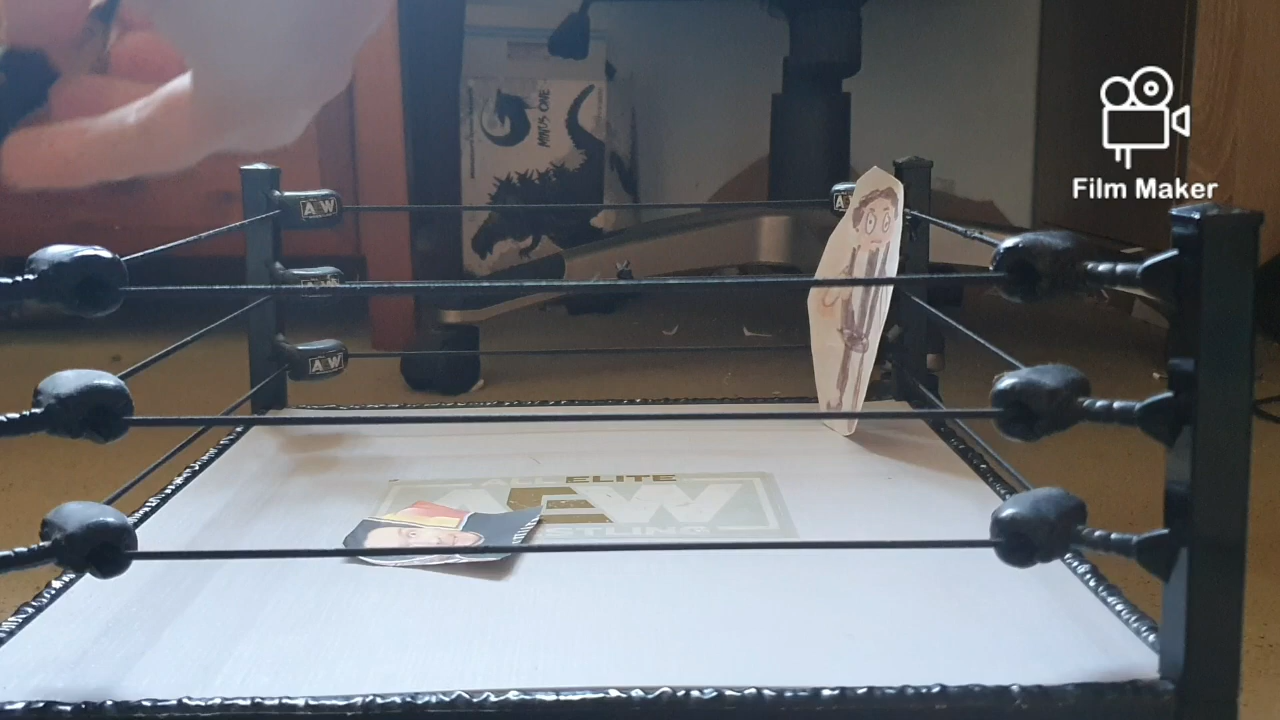 MINUS ONE
Film Maker
AEW
AEW
AEW
ALL ELITE
AEW
STLING